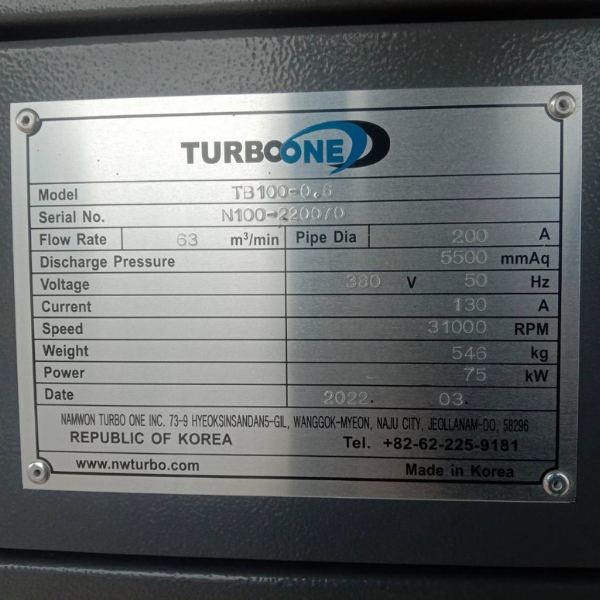 TURBOONE
Model TB100-0.6
Serial No. N100-220070
Flow Rate 63 m³/min Pipe Dia 200 A
Discharge Pressure 5500 mmAq
Voltage 380 V 50 Hz
Current 130 A
Speed 31000 RPM
Weight 546 kg
Power 75 kW
Date 2022. 03.
NAMWON TURBO ONE INC. 73-9 HYEOKSINSANDAN5-GIL, WANGGOK-MYEON, NAJU CITY, JEOLLANAM-DO, 58296
REPUBLIC OF KOREA Tel. +82-62-225-9181
www.nwturbo.com Made in Korea